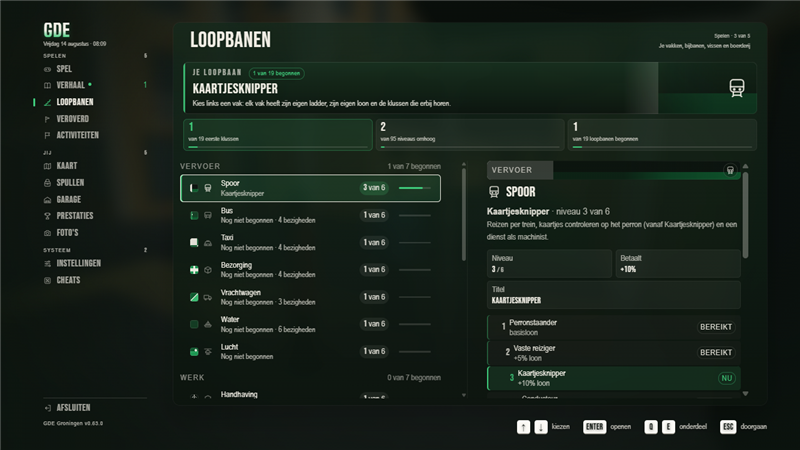 GDE
Vrijdag 14 augustus · 08:09
SPELEN 5
SPEL
VERHAAL 1
LOOPBANEN
VEROVERD
ACTIVITEITEN
JIJ 5
KAART
SPULLEN
GARAGE
PRESTATIES
FOTO'S
SYSTEEM 2
INSTELLINGEN
CHEATS
AFSLUITEN
GDE Groningen v0.63.0
LOOPBANEN
Spelen · 3 van 5
Je vakken, bijbanen, vissen en boerderij
JE LOOPBAAN 1 van 19 begonnen
KAARTJESKNIPPER
Kies links een vak: elk vak heeft zijn eigen ladder, zijn eigen loon en de klussen die erbij horen.
1
van 19 eerste klussen
2
van 95 niveaus omhoog
1
van 19 loopbanen begonnen
VERVOER 1 van 7 begonnen
Spoor
Kaartjesknipper
3 van 6
Bus
Nog niet begonnen · 4 bezigheden
1 van 6
Taxi
Nog niet begonnen · 4 bezigheden
1 van 6
Bezorging
Nog niet begonnen · 4 bezigheden
1 van 6
Vrachtwagen
Nog niet begonnen · 3 bezigheden
1 van 6
Water
Nog niet begonnen · 6 bezigheden
1 van 6
Lucht
Nog niet begonnen
1 van 6
WERK 0 van 7 begonnen
Handhaving
1 van 6
VERVOER
SPOOR
Kaartjesknipper · niveau 3 van 6
Reizen per trein, kaartjes controleren op het perron (vanaf Kaartjesknipper) en een
dienst als machinist.
Niveau
3 / 6
Betaalt
+10%
Titel
KAARTJESKNIPPER
1 Perronstaander
basisloon
BEREIKT
2 Vaste reiziger
+5% loon
BEREIKT
3 Kaartjesknipper
+10% loon
NU
↑ ↓ kiezen ENTER openen Q E onderdeel ESC doorgaan